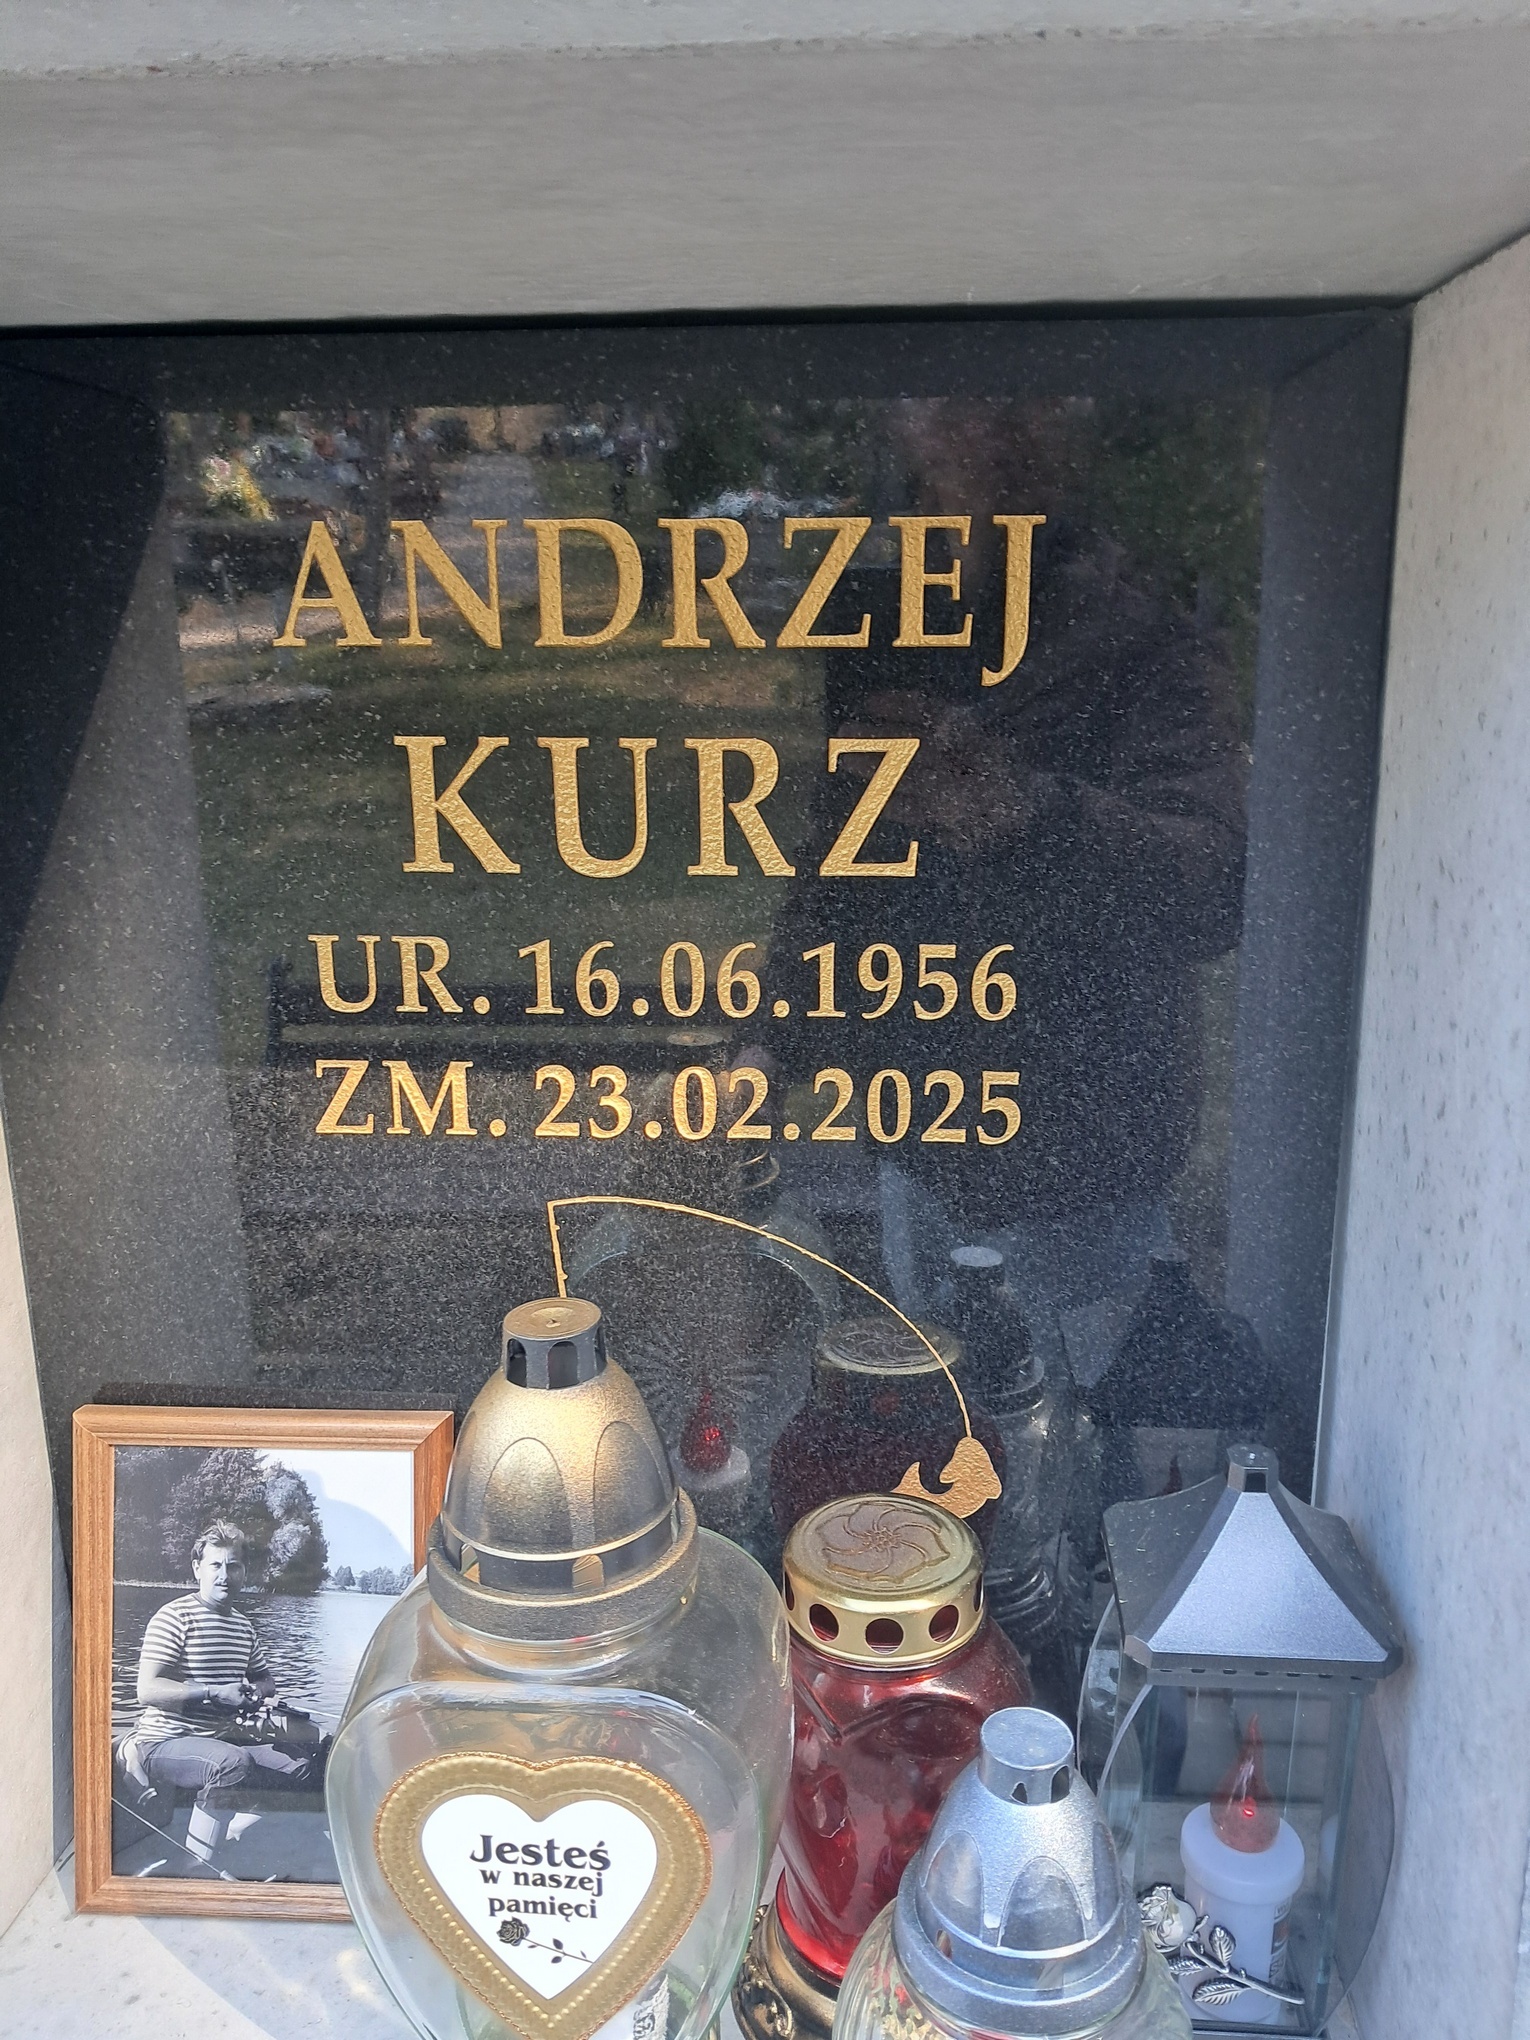 ANDRZEJ
KURZ
UR. 16.06.1956
ZM. 23.02.2025
Jesteś
w naszej
pamięci